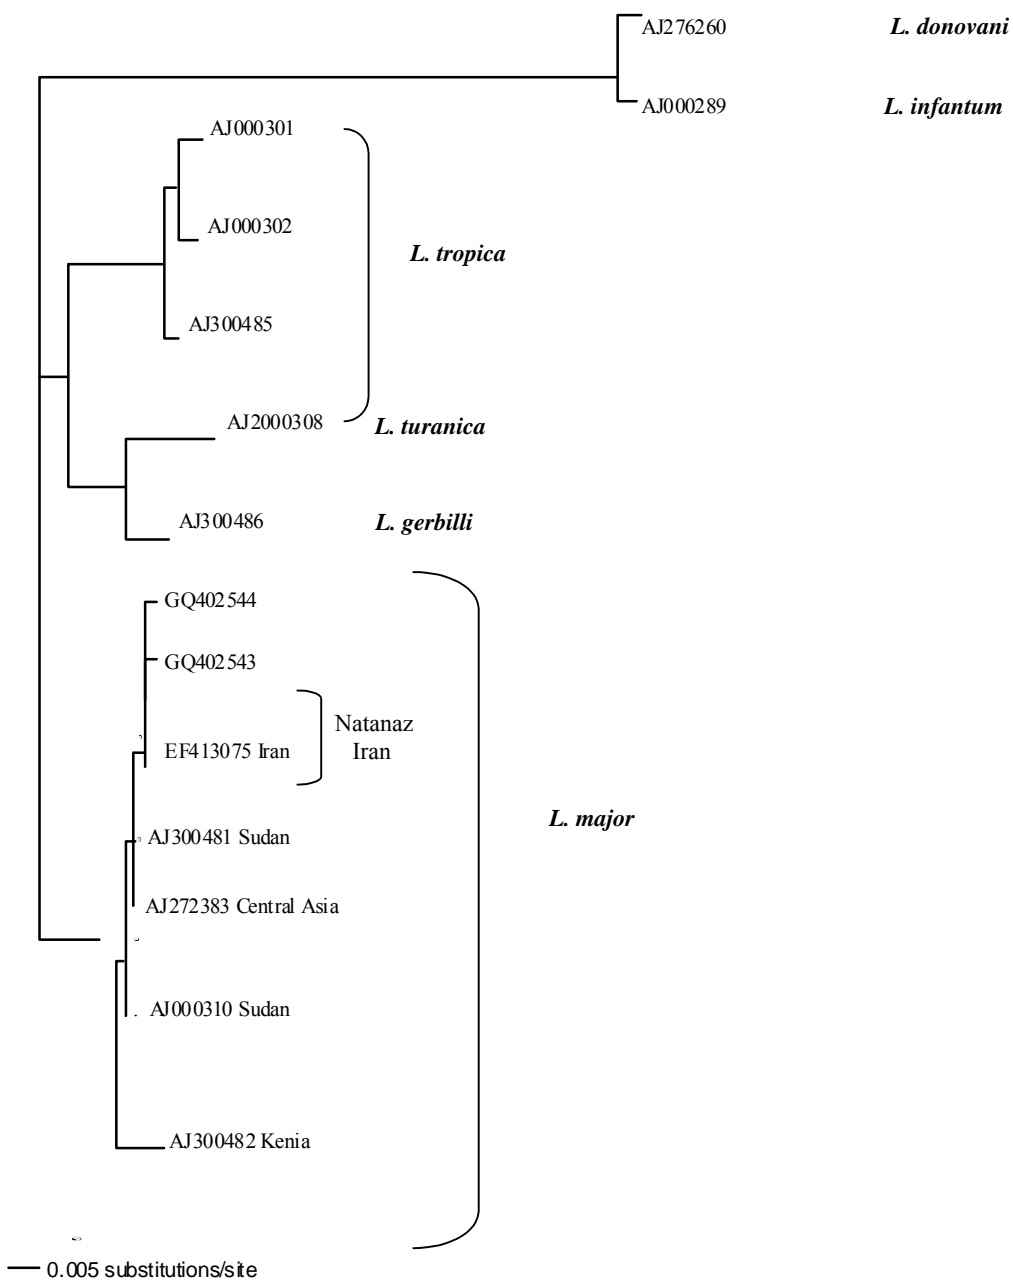 AJ276260 L. donovani
AJ000289 L. infantum
AJ000301
AJ000302
L. tropica
AJ300485
AJ2000308 L. turanica
AJ300486 L. gerbilli
GQ402544
GQ402543
Natanaz
Iran
EF413075 Iran
L. major
AJ300481 Sudan
AJ272383 Central Asia
AJ000310 Sudan
AJ300482 Kenia
0.005 substitutions/site